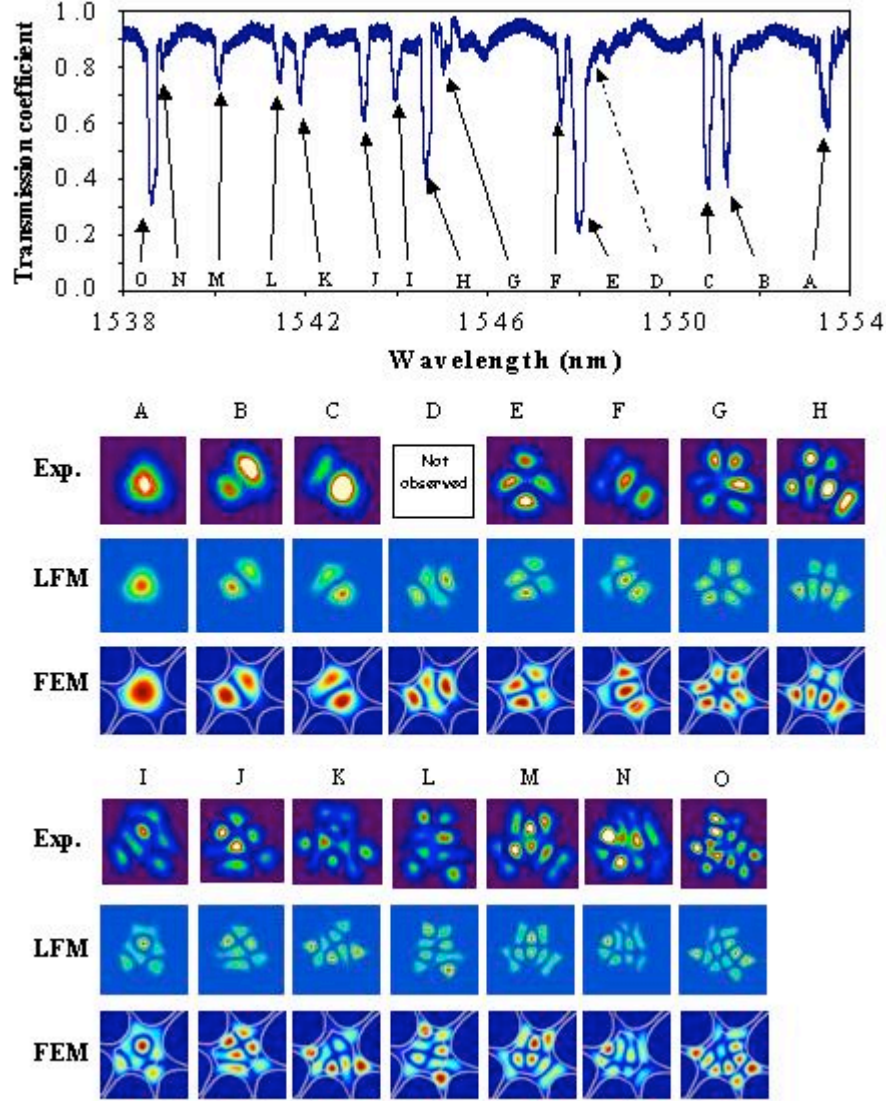 Transmission coefficient
1.0
0.8
0.6
0.4
0.2
0.0
O N M L K J I H G F E D C B A
1538 1542 1546 1550 1554
Wavelength (nm)
A B C D E F G H
Exp.
Not
observed
LFM
FEM
I J K L M N O
Exp.
LFM
FEM